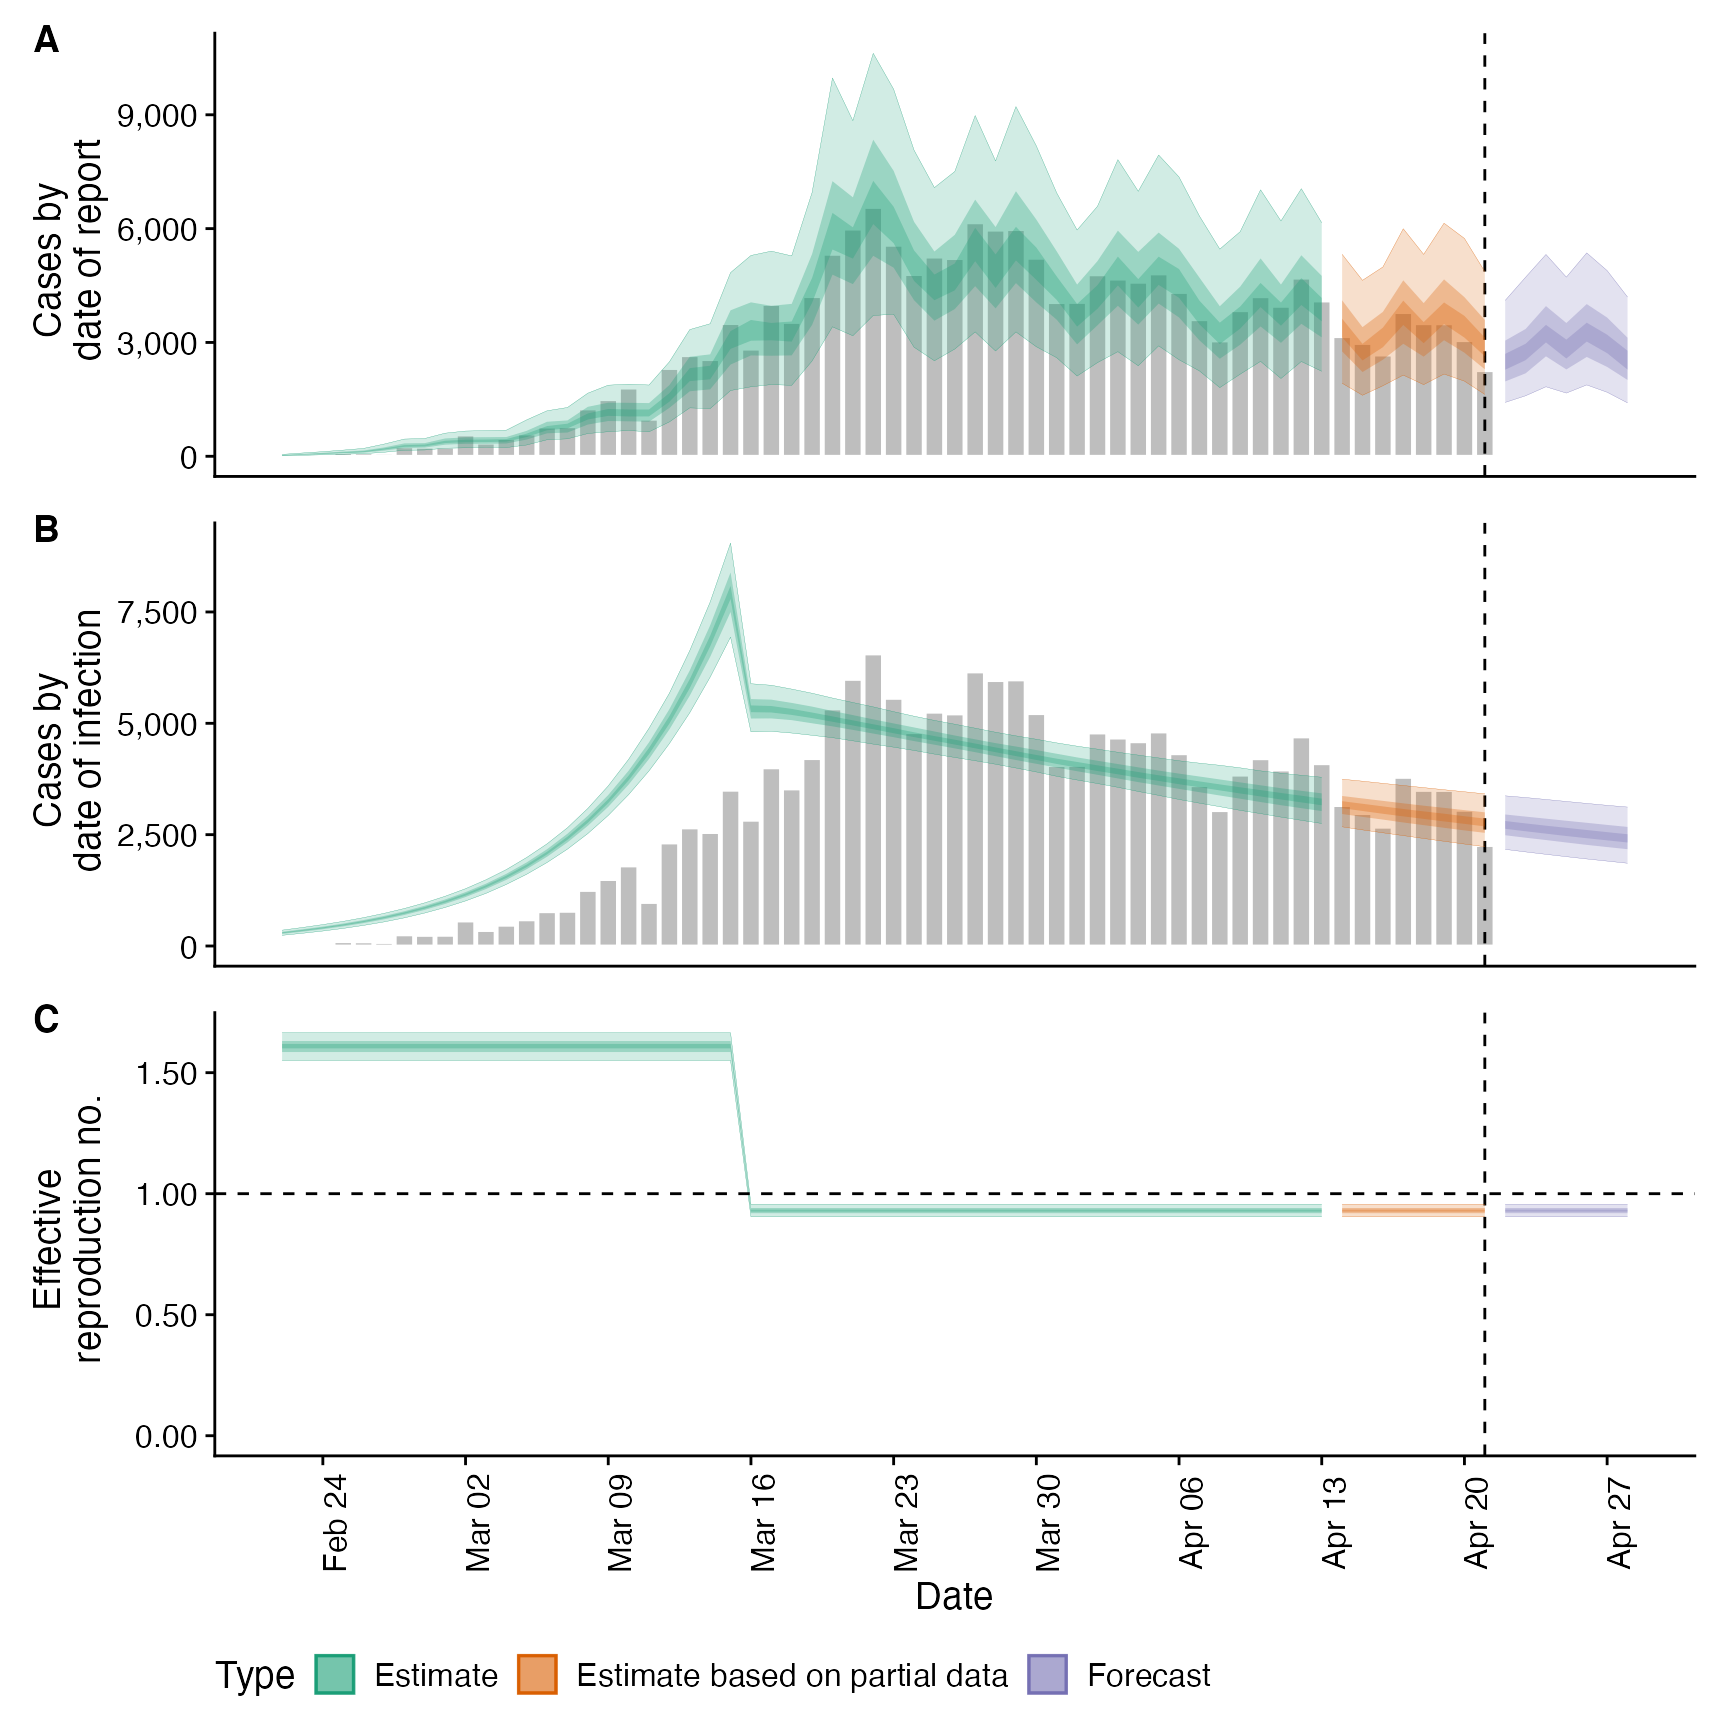 A
Cases by
date of report
9,000
6,000
3,000
0
B
Cases by
date of infection
7,500
5,000
2,500
0
C
Effective
reproduction no.
1.50
1.00
0.50
0.00
Feb 24
Mar 02
Mar 09
Mar 16
Mar 23
Mar 30
Apr 06
Apr 13
Apr 20
Apr 27
Date
Type Estimate Estimate based on partial data Forecast